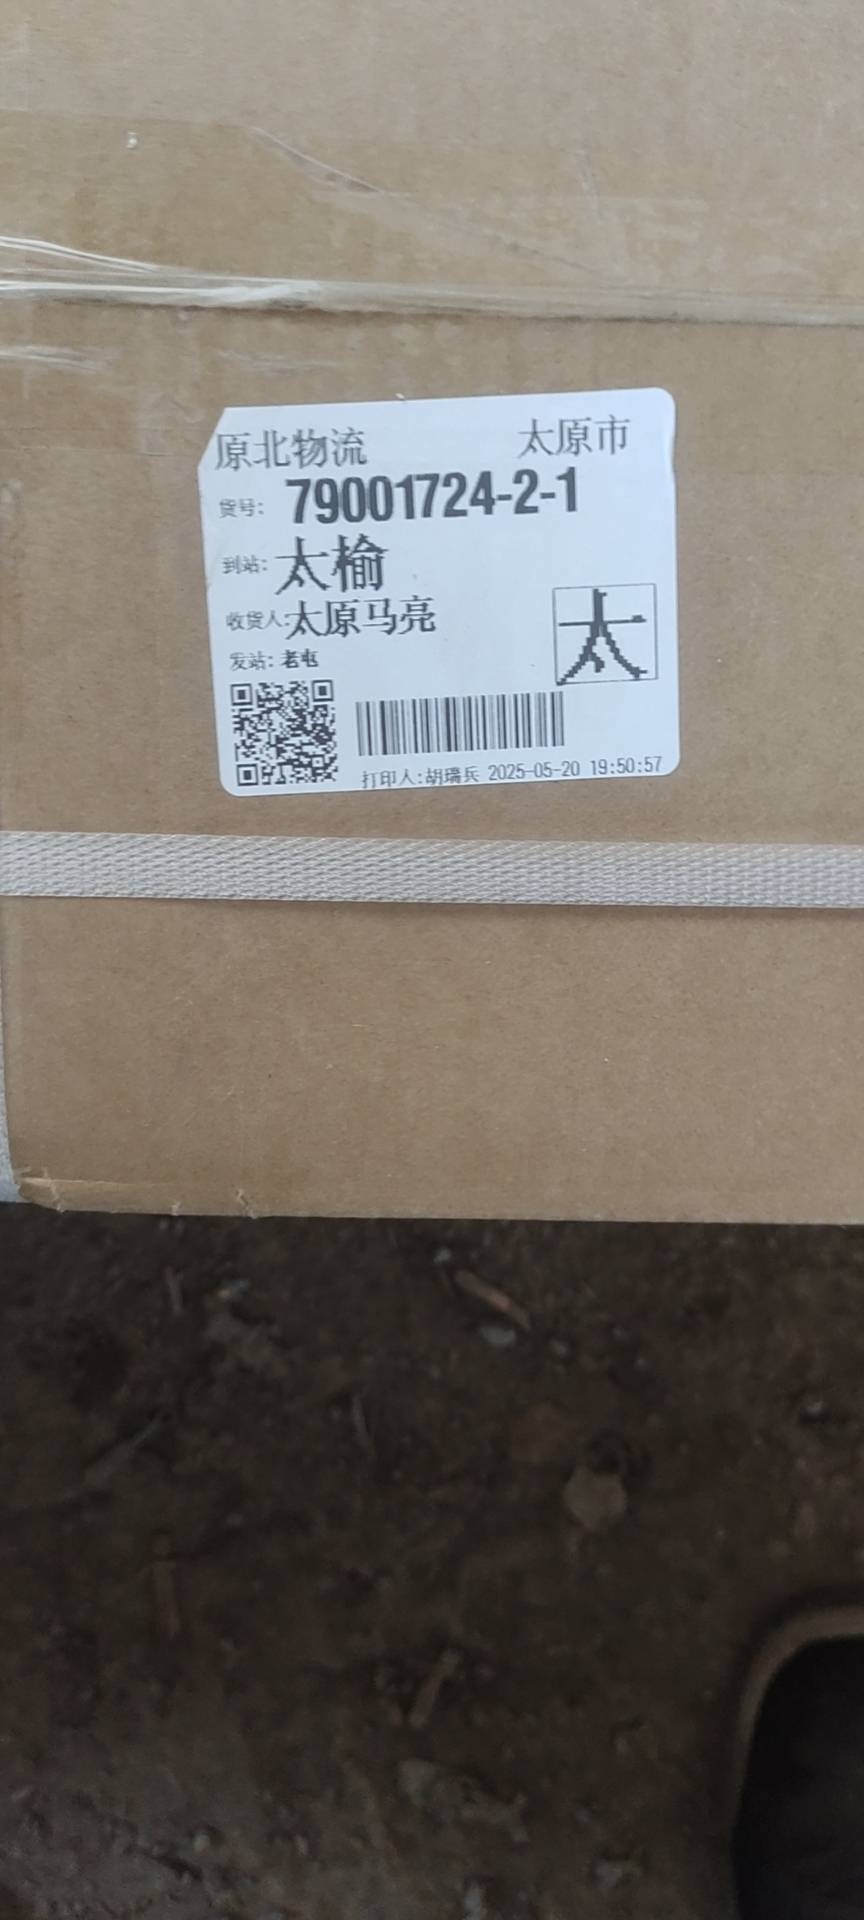 原北物流 太原市
货号: 79001724-2-1
到站: 太榆
收货人:太原马亮
太
发站: 老屯
打印人:胡瑞兵 2025-05-20 19:50:57